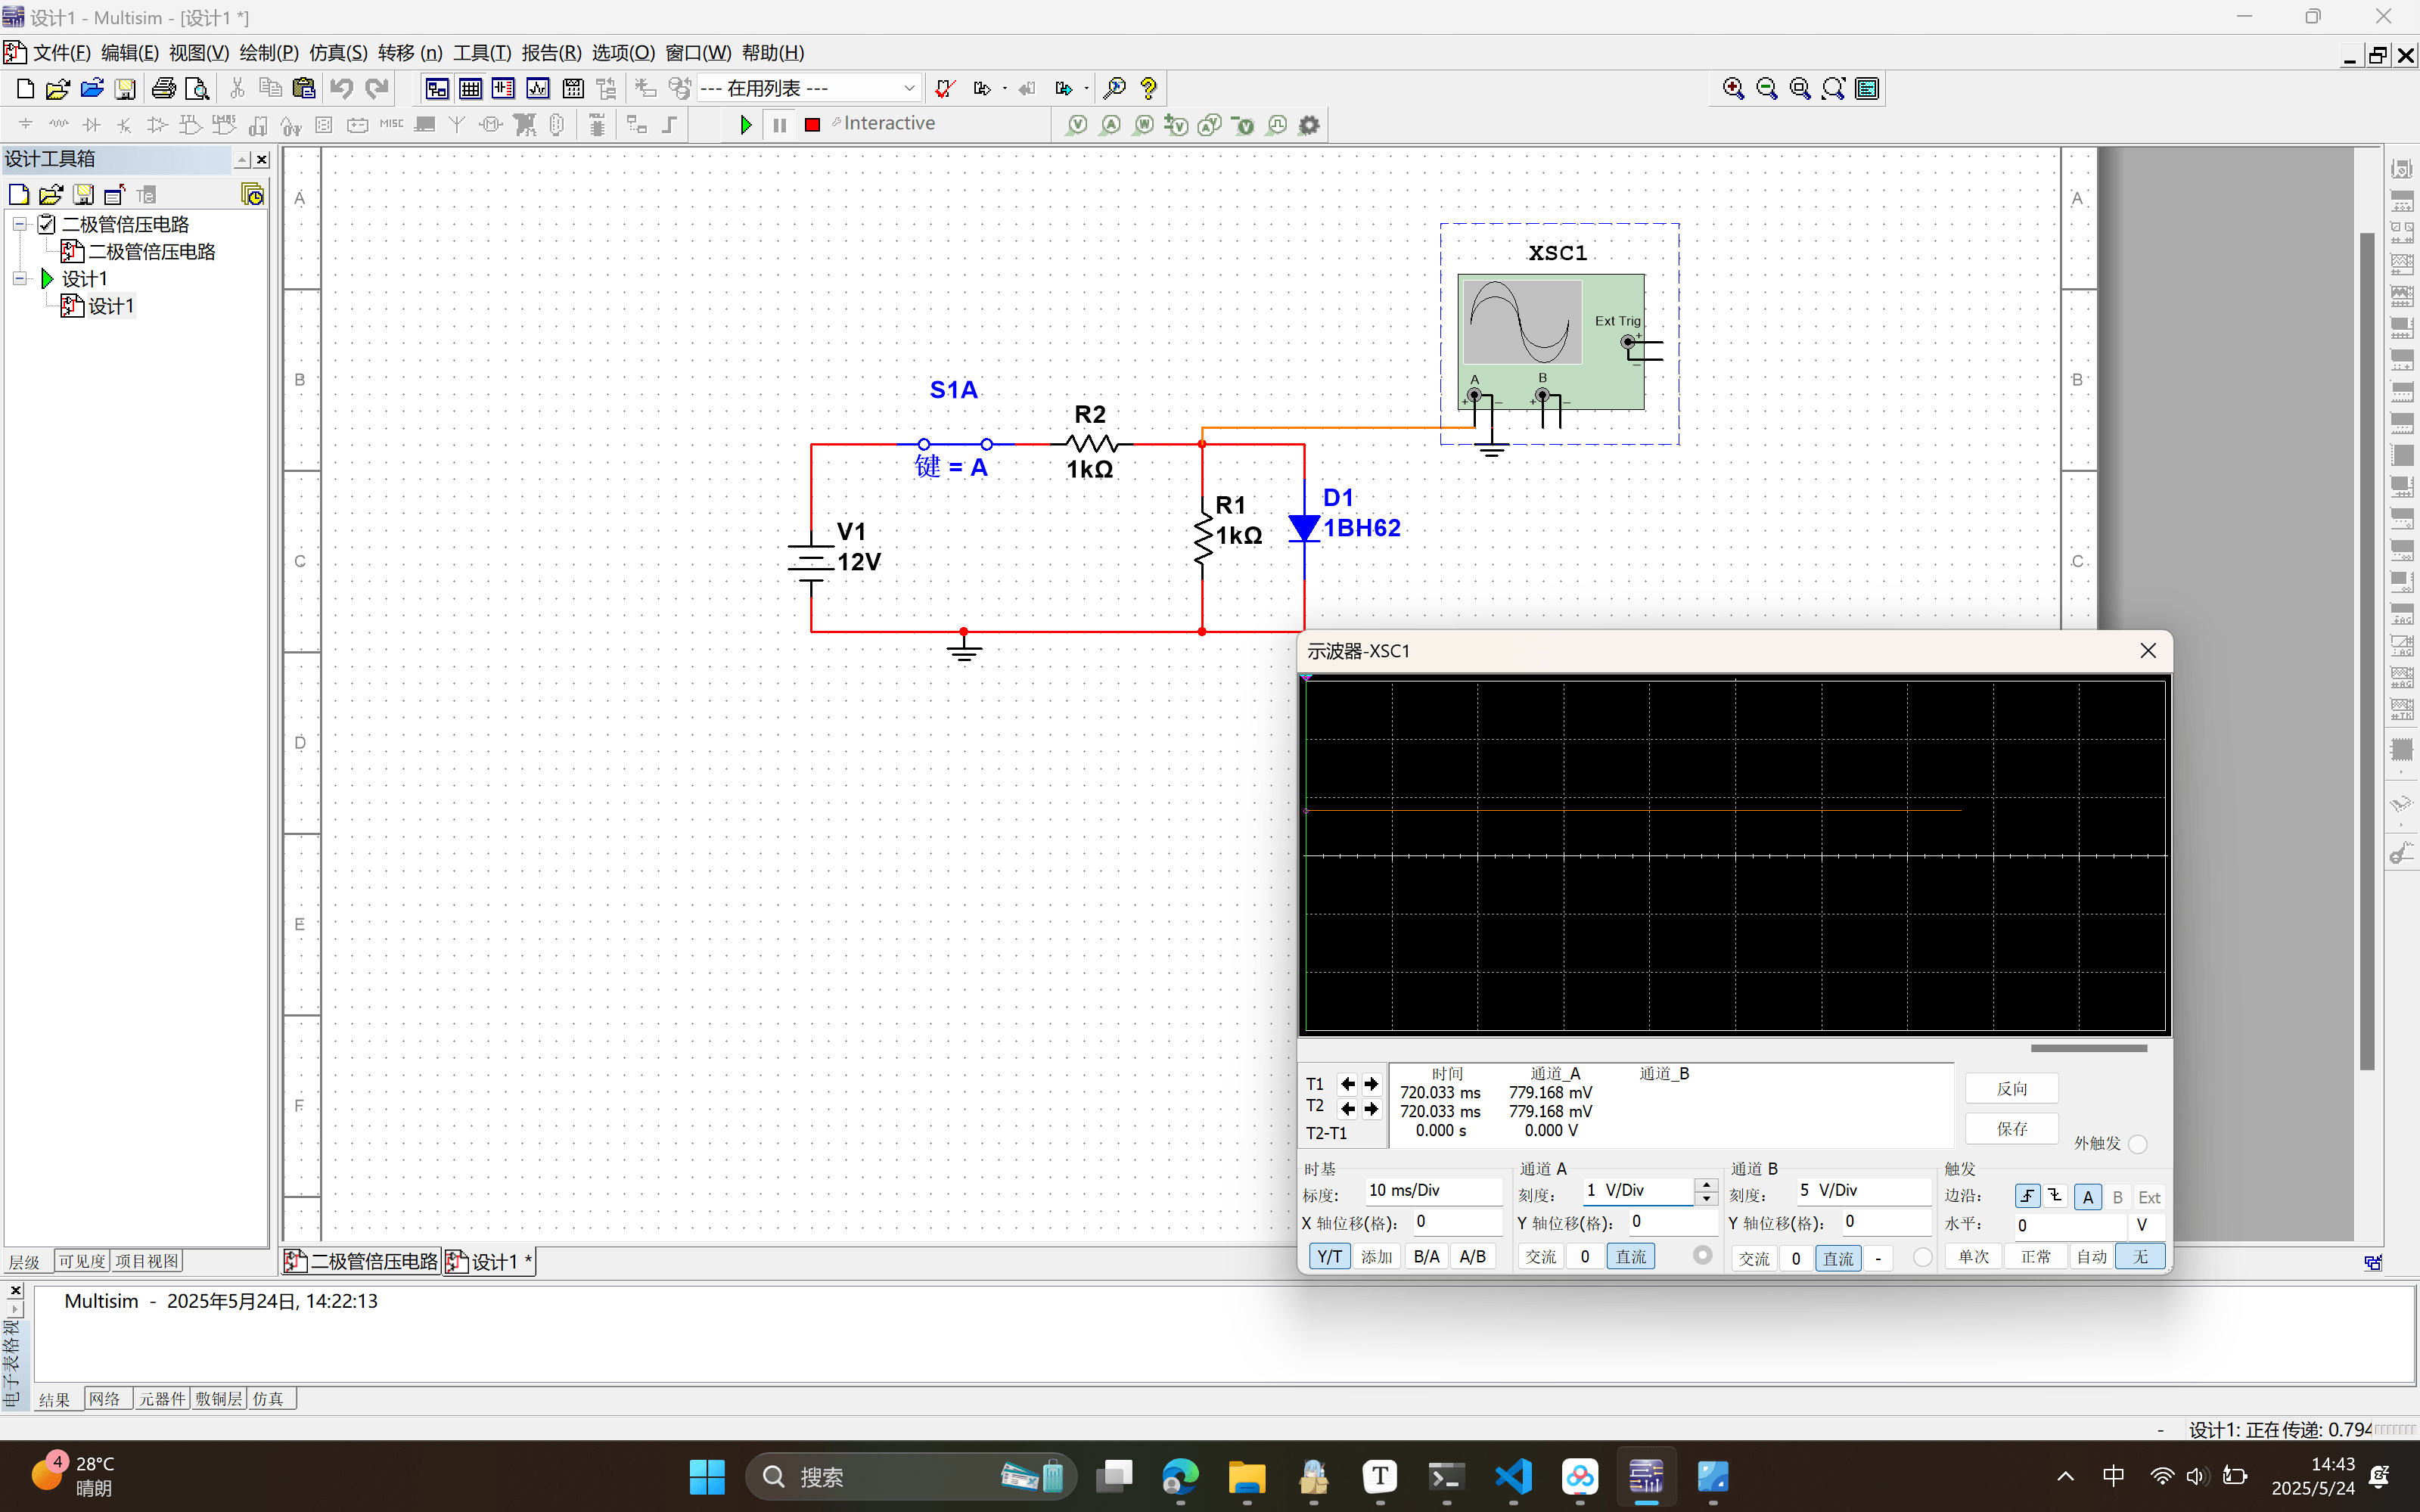 设计1 - Multisim - [设计1 *]
文件(F) 编辑(E) 视图(V) 绘制(P) 仿真(S) 转移 (n) 工具(T) 报告(R) 选项(O) 窗口(W) 帮助(H)
--- 在用列表 ---
MISC
Interactive
设计工具箱
二极管倍压电路
二极管倍压电路
设计1
设计1
层级 可见度 项目视图
A
B
C
D
E
F
A
B
C
XSC1
Ext Trig
A
B
S1A
键 = A
R2
1kΩ
R1
1kΩ
D1
1BH62
V1
12V
示波器-XSC1
时间 通道_A 通道_B
T1 720.033 ms 779.168 mV
T2 720.033 ms 779.168 mV
T2-T1 0.000 s 0.000 V
反向
保存
外触发
时基
标度: 10 ms/Div
X 轴位移(格): 0
Y/T 添加 B/A A/B
通道 A
刻度: 1 V/Div
Y 轴位移(格): 0
交流 0 直流
通道 B
刻度: 5 V/Div
Y 轴位移(格): 0
交流 0 直流 -
触发
边沿: A B Ext
水平: 0 V
单次 正常 自动 无
二极管倍压电路 设计1 *
Multisim - 2025年5月24日, 14:22:13
电子表格视
结果 网络 元器件 敷铜层 仿真
- 设计1: 正在传递: 0.794
4
28°C
晴朗
搜索
T
中
14:43
2025/5/24